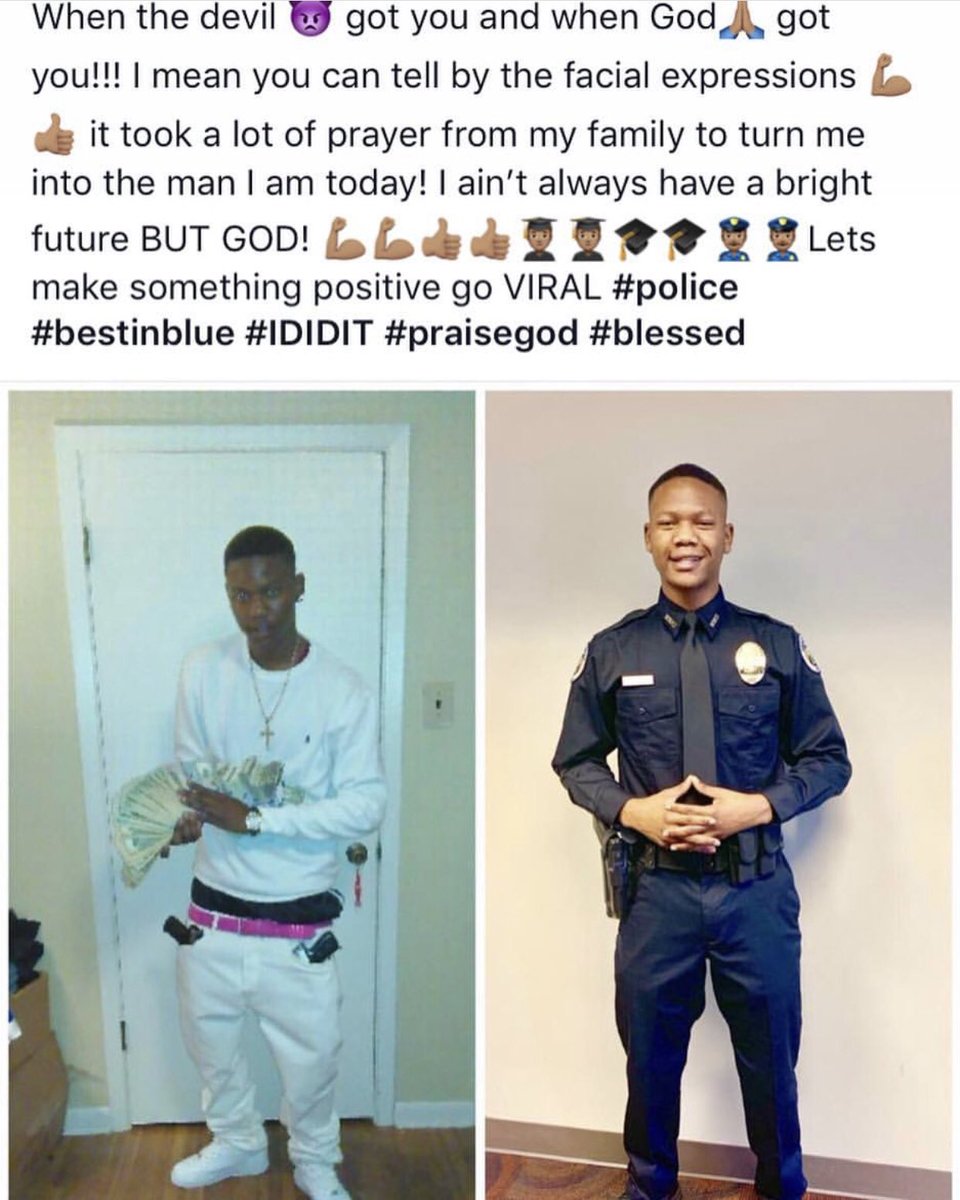 When the devil 👿 got you and when God🙏🏽 got
you!!! I mean you can tell by the facial expressions 💪🏽
👍🏽 it took a lot of prayer from my family to turn me
into the man I am today! I ain’t always have a bright
future BUT GOD! 💪🏽💪🏽👍🏽👍🏽👨🏽‍🎓👨🏽‍🎓🎓🎓👮🏽‍♂️👮🏽‍♂️Lets
make something positive go VIRAL #police
#bestinblue #IDIDIT #praisegod #blessed